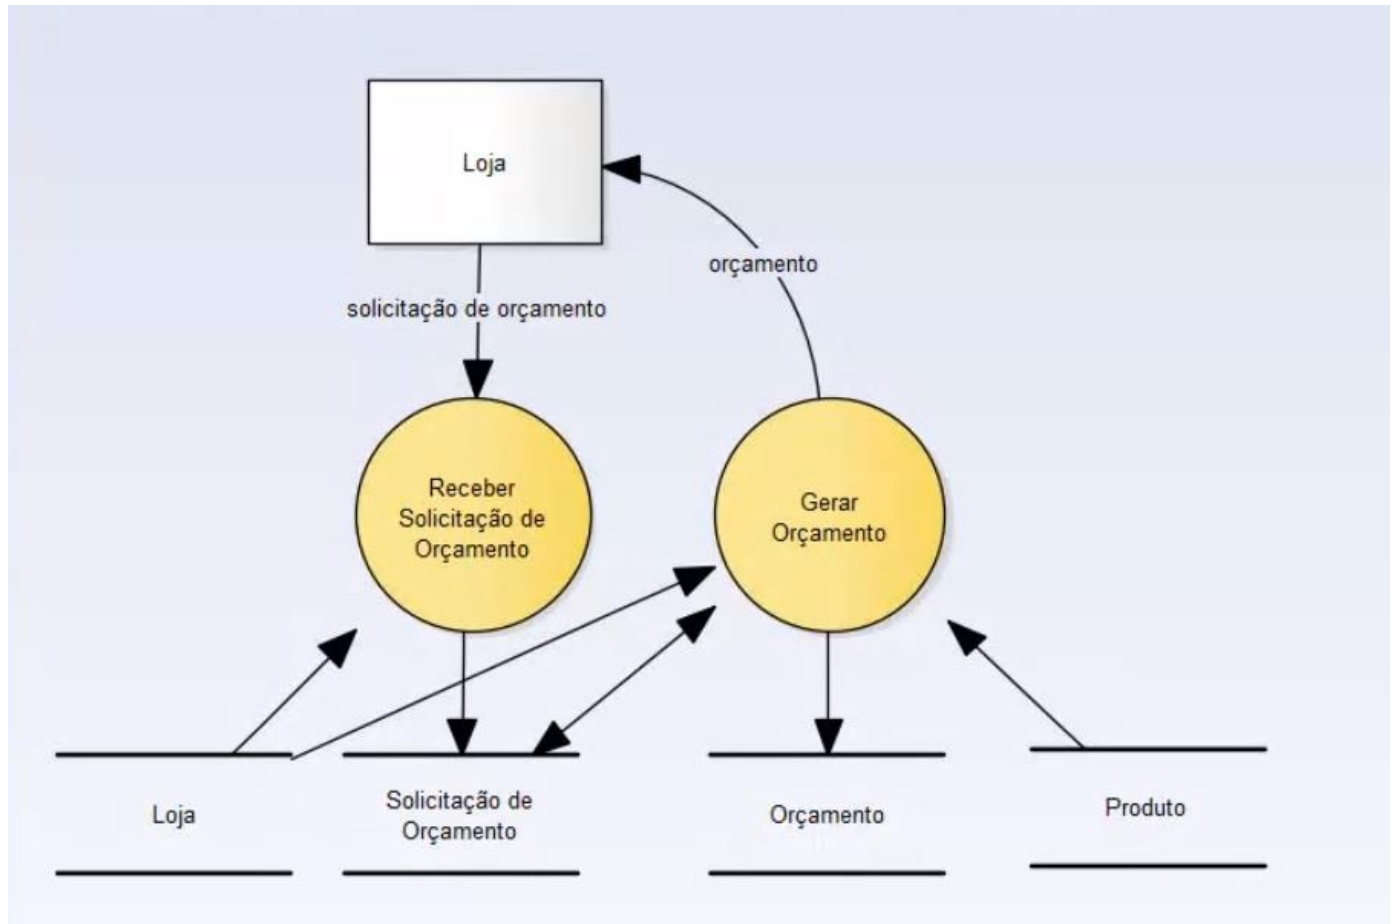 Loja
orçamento
solicitação de orçamento
Receber
Solicitação de
Orçamento
Gerar
Orçamento
Loja
Solicitação de
Orçamento
Orçamento
Produto